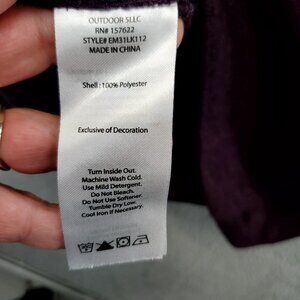 OUTDOOR 5LLC
RN# 157622
STYLE# EM31LK112
MADE IN CHINA
Shell : 100% Polyester
Exclusive of Decoration
Turn Inside Out.
Machine Wash Cold.
Use Mild Detergent.
Do Not Bleach.
Do Not Use Softener.
Tumble Dry Low.
Cool Iron if Necessary.